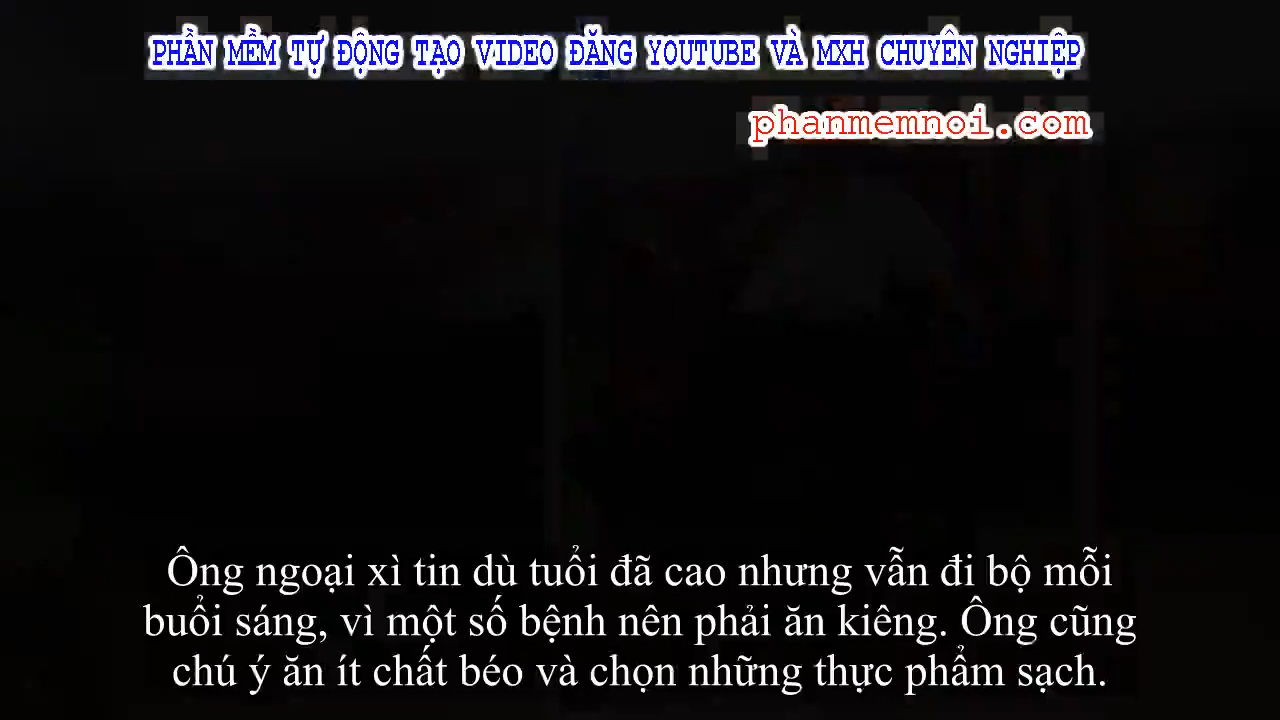 PHẦN MỀM TỰ ĐỘNG TẠO VIDEO ĐĂNG YOUTUBE VÀ MXH CHUYÊN NGHIỆP
phanmemnoi.com
Ông ngoại xì tin dù tuổi đã cao nhưng vẫn đi bộ mỗi
buổi sáng, vì một số bệnh nên phải ăn kiêng. Ông cũng
chú ý ăn ít chất béo và chọn những thực phẩm sạch.